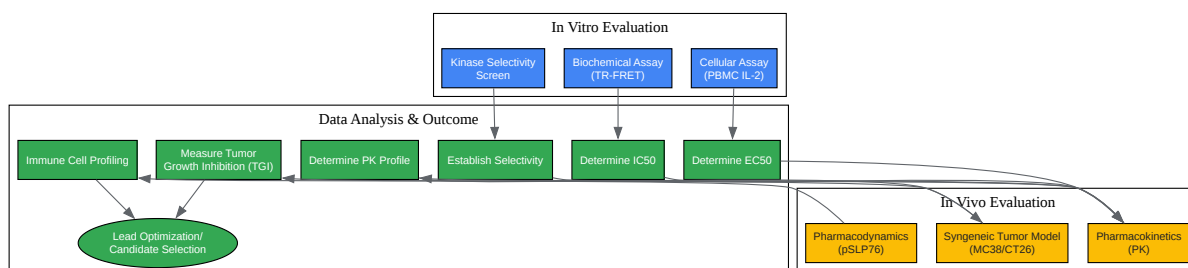 In Vitro Evaluation
Kinase Selectivity
Screen
Biochemical Assay
(TR-FRET)
Cellular Assay
(PBMC IL-2)
Data Analysis & Outcome
Immune Cell Profiling
Measure Tumor
Growth Inhibition (TGI)
Determine PK Profile
Establish Selectivity
Determine IC50
Determine EC50
Lead Optimization/
Candidate Selection
In Vivo Evaluation
Pharmacodynamics
(pSLP76)
Syngeneic Tumor Model
(MC38/CT26)
Pharmacokinetics
(PK)